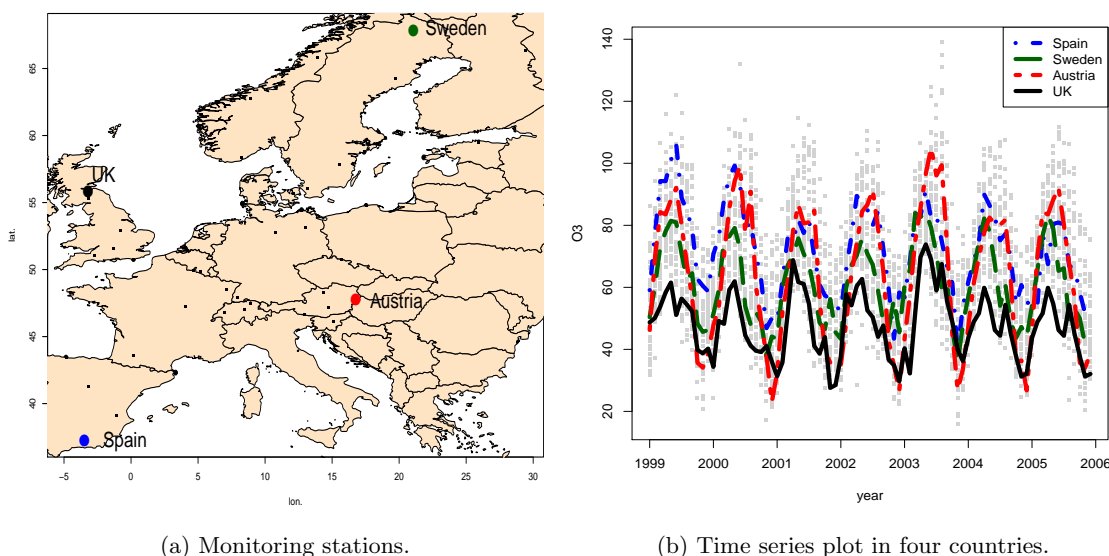 Sweden
UK
Austria
Spain
lat.
65
60
55
50
45
40
−5
0
5
10
15
20
25
30
lon.
(a) Monitoring stations.
140
120
100
80
60
40
20
O3
Spain
Sweden
Austria
UK
1999
2000
2001
2002
2003
2004
2005
2006
year
(b) Time series plot in four countries.